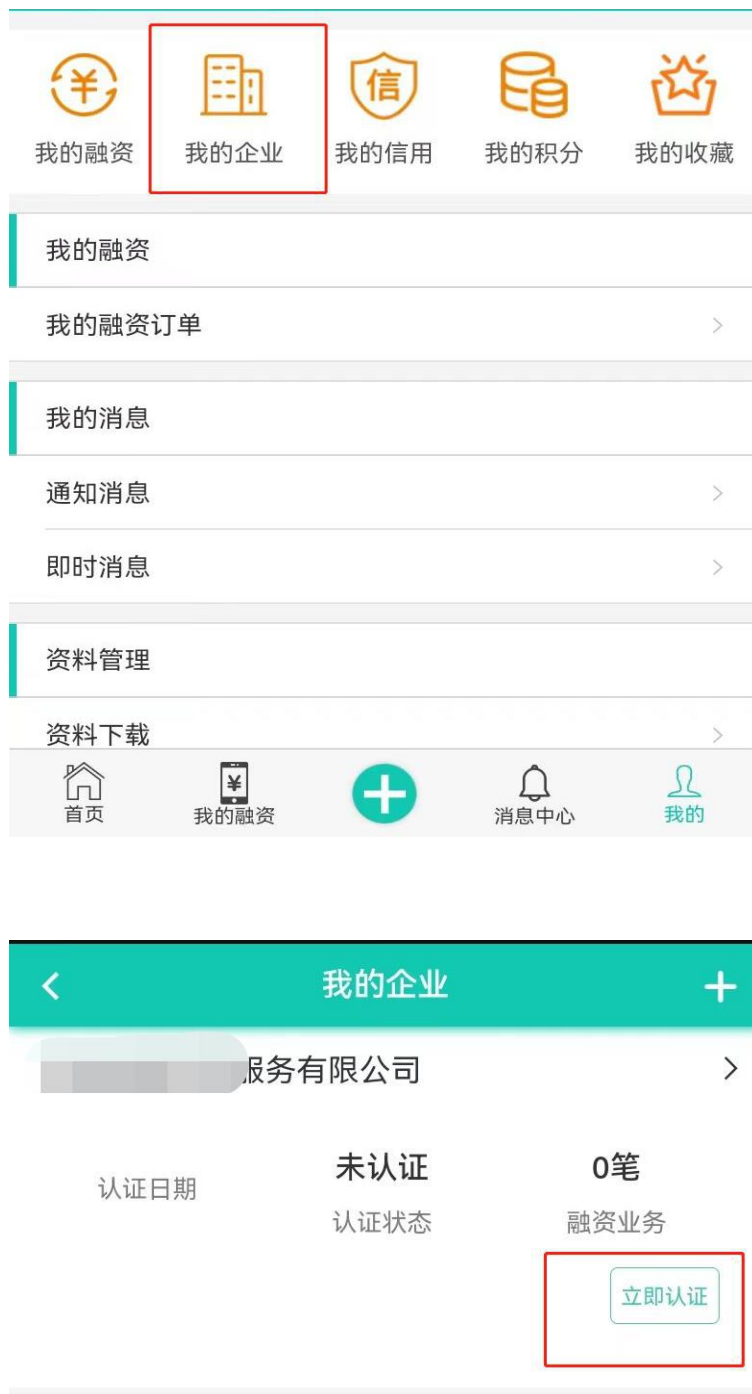 信
我的融资 我的企业 我的信用 我的积分 我的收藏
我的融资
我的融资订单
我的消息
通知消息
即时消息
资料管理
资料下载
¥
首页 我的融资 消息中心 我的
我的企业
服务有限公司
未认证 0笔
认证日期
认证状态 融资业务
立即认证